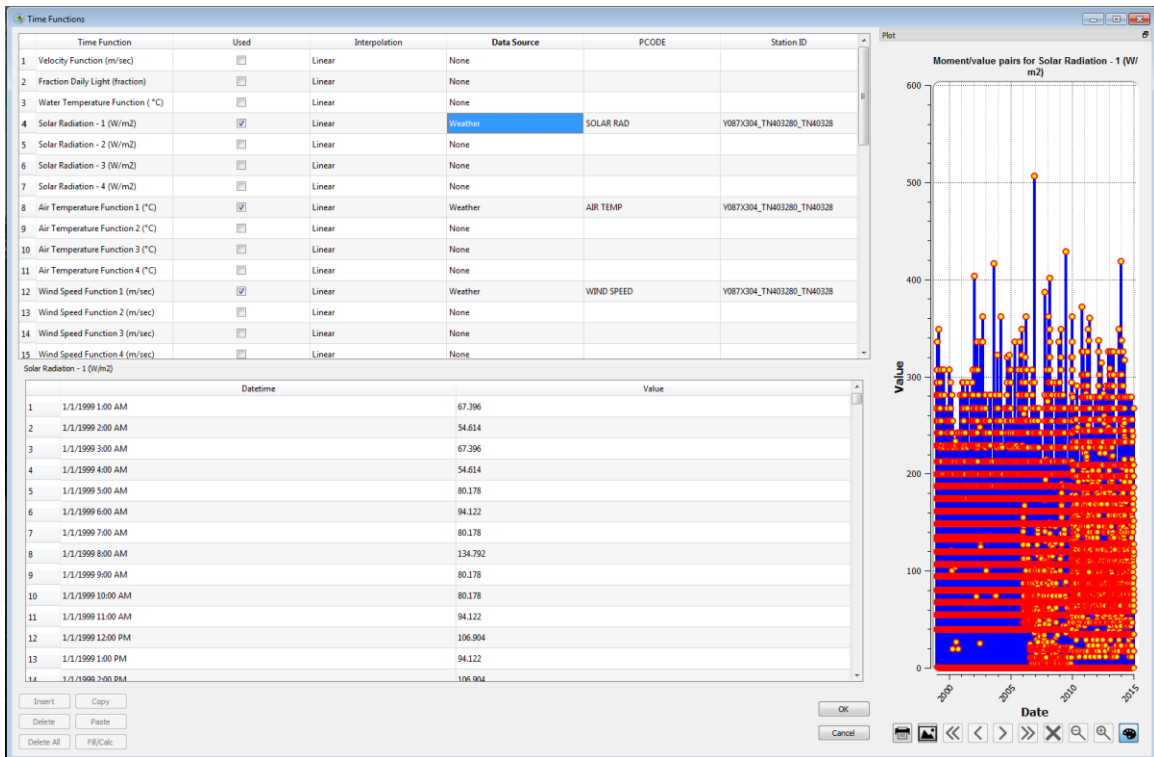 Time Functions
Time Function Used Interpolation Data Source PCODE Station ID
1 Velocity Function (m/sec) Linear None
2 Fraction Daily Light (fraction) Linear None
3 Water Temperature Function ( °C) Linear None
4 Solar Radiation - 1 (W/m2) Linear Weather SOLAR RAD Y087X304_TN403280_TN40328
5 Solar Radiation - 2 (W/m2) Linear None
6 Solar Radiation - 3 (W/m2) Linear None
7 Solar Radiation - 4 (W/m2) Linear None
8 Air Temperature Function 1 (°C) Linear Weather AIR TEMP Y087X304_TN403280_TN40328
9 Air Temperature Function 2 (°C) Linear None
10 Air Temperature Function 3 (°C) Linear None
11 Air Temperature Function 4 (°C) Linear None
12 Wind Speed Function 1 (m/sec) Linear Weather WIND SPEED Y087X304_TN403280_TN40328
13 Wind Speed Function 2 (m/sec) Linear None
14 Wind Speed Function 3 (m/sec) Linear None
15 Wind Speed Function 4 (m/sec) Linear None
Solar Radiation - 1 (W/m2)
Datetime Value
1 1/1/1999 1:00 AM 67.396
2 1/1/1999 2:00 AM 54.614
3 1/1/1999 3:00 AM 67.396
4 1/1/1999 4:00 AM 54.614
5 1/1/1999 5:00 AM 80.178
6 1/1/1999 6:00 AM 94.122
7 1/1/1999 7:00 AM 80.178
8 1/1/1999 8:00 AM 134.792
9 1/1/1999 9:00 AM 80.178
10 1/1/1999 10:00 AM 80.178
11 1/1/1999 11:00 AM 94.122
12 1/1/1999 12:00 PM 106.904
13 1/1/1999 1:00 PM 94.122
14 1/1/1999 2:00 PM 106.904
Insert Copy
Delete Paste
Delete All Fill/Calc
OK
Cancel
Plot
Moment/value pairs for Solar Radiation - 1 (W/
m2)
600
500
400
300
200
100
0
Value
2000 2005 2010 2015
Date